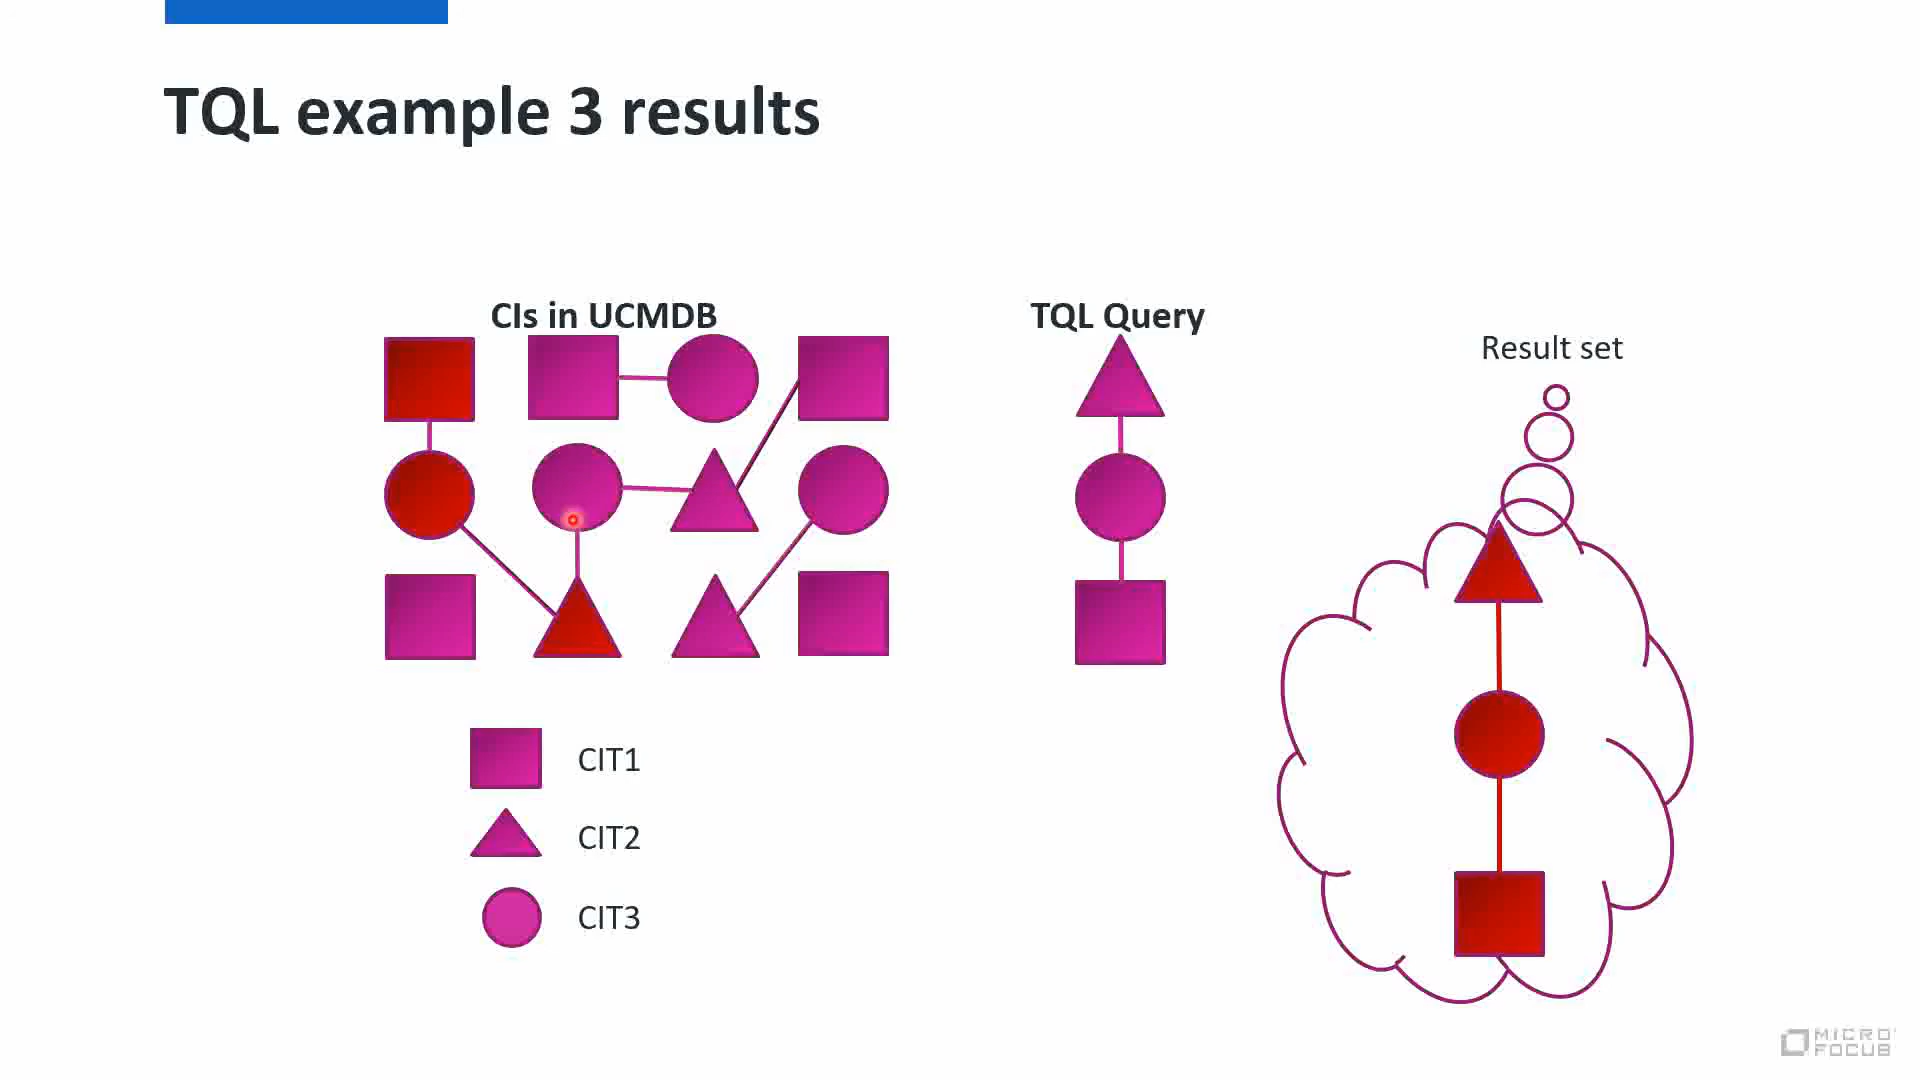 TQL example 3 results
CIs in UCMDB
TQL Query
Result set
CIT1
CIT2
CIT3
MICRO
FOCUS